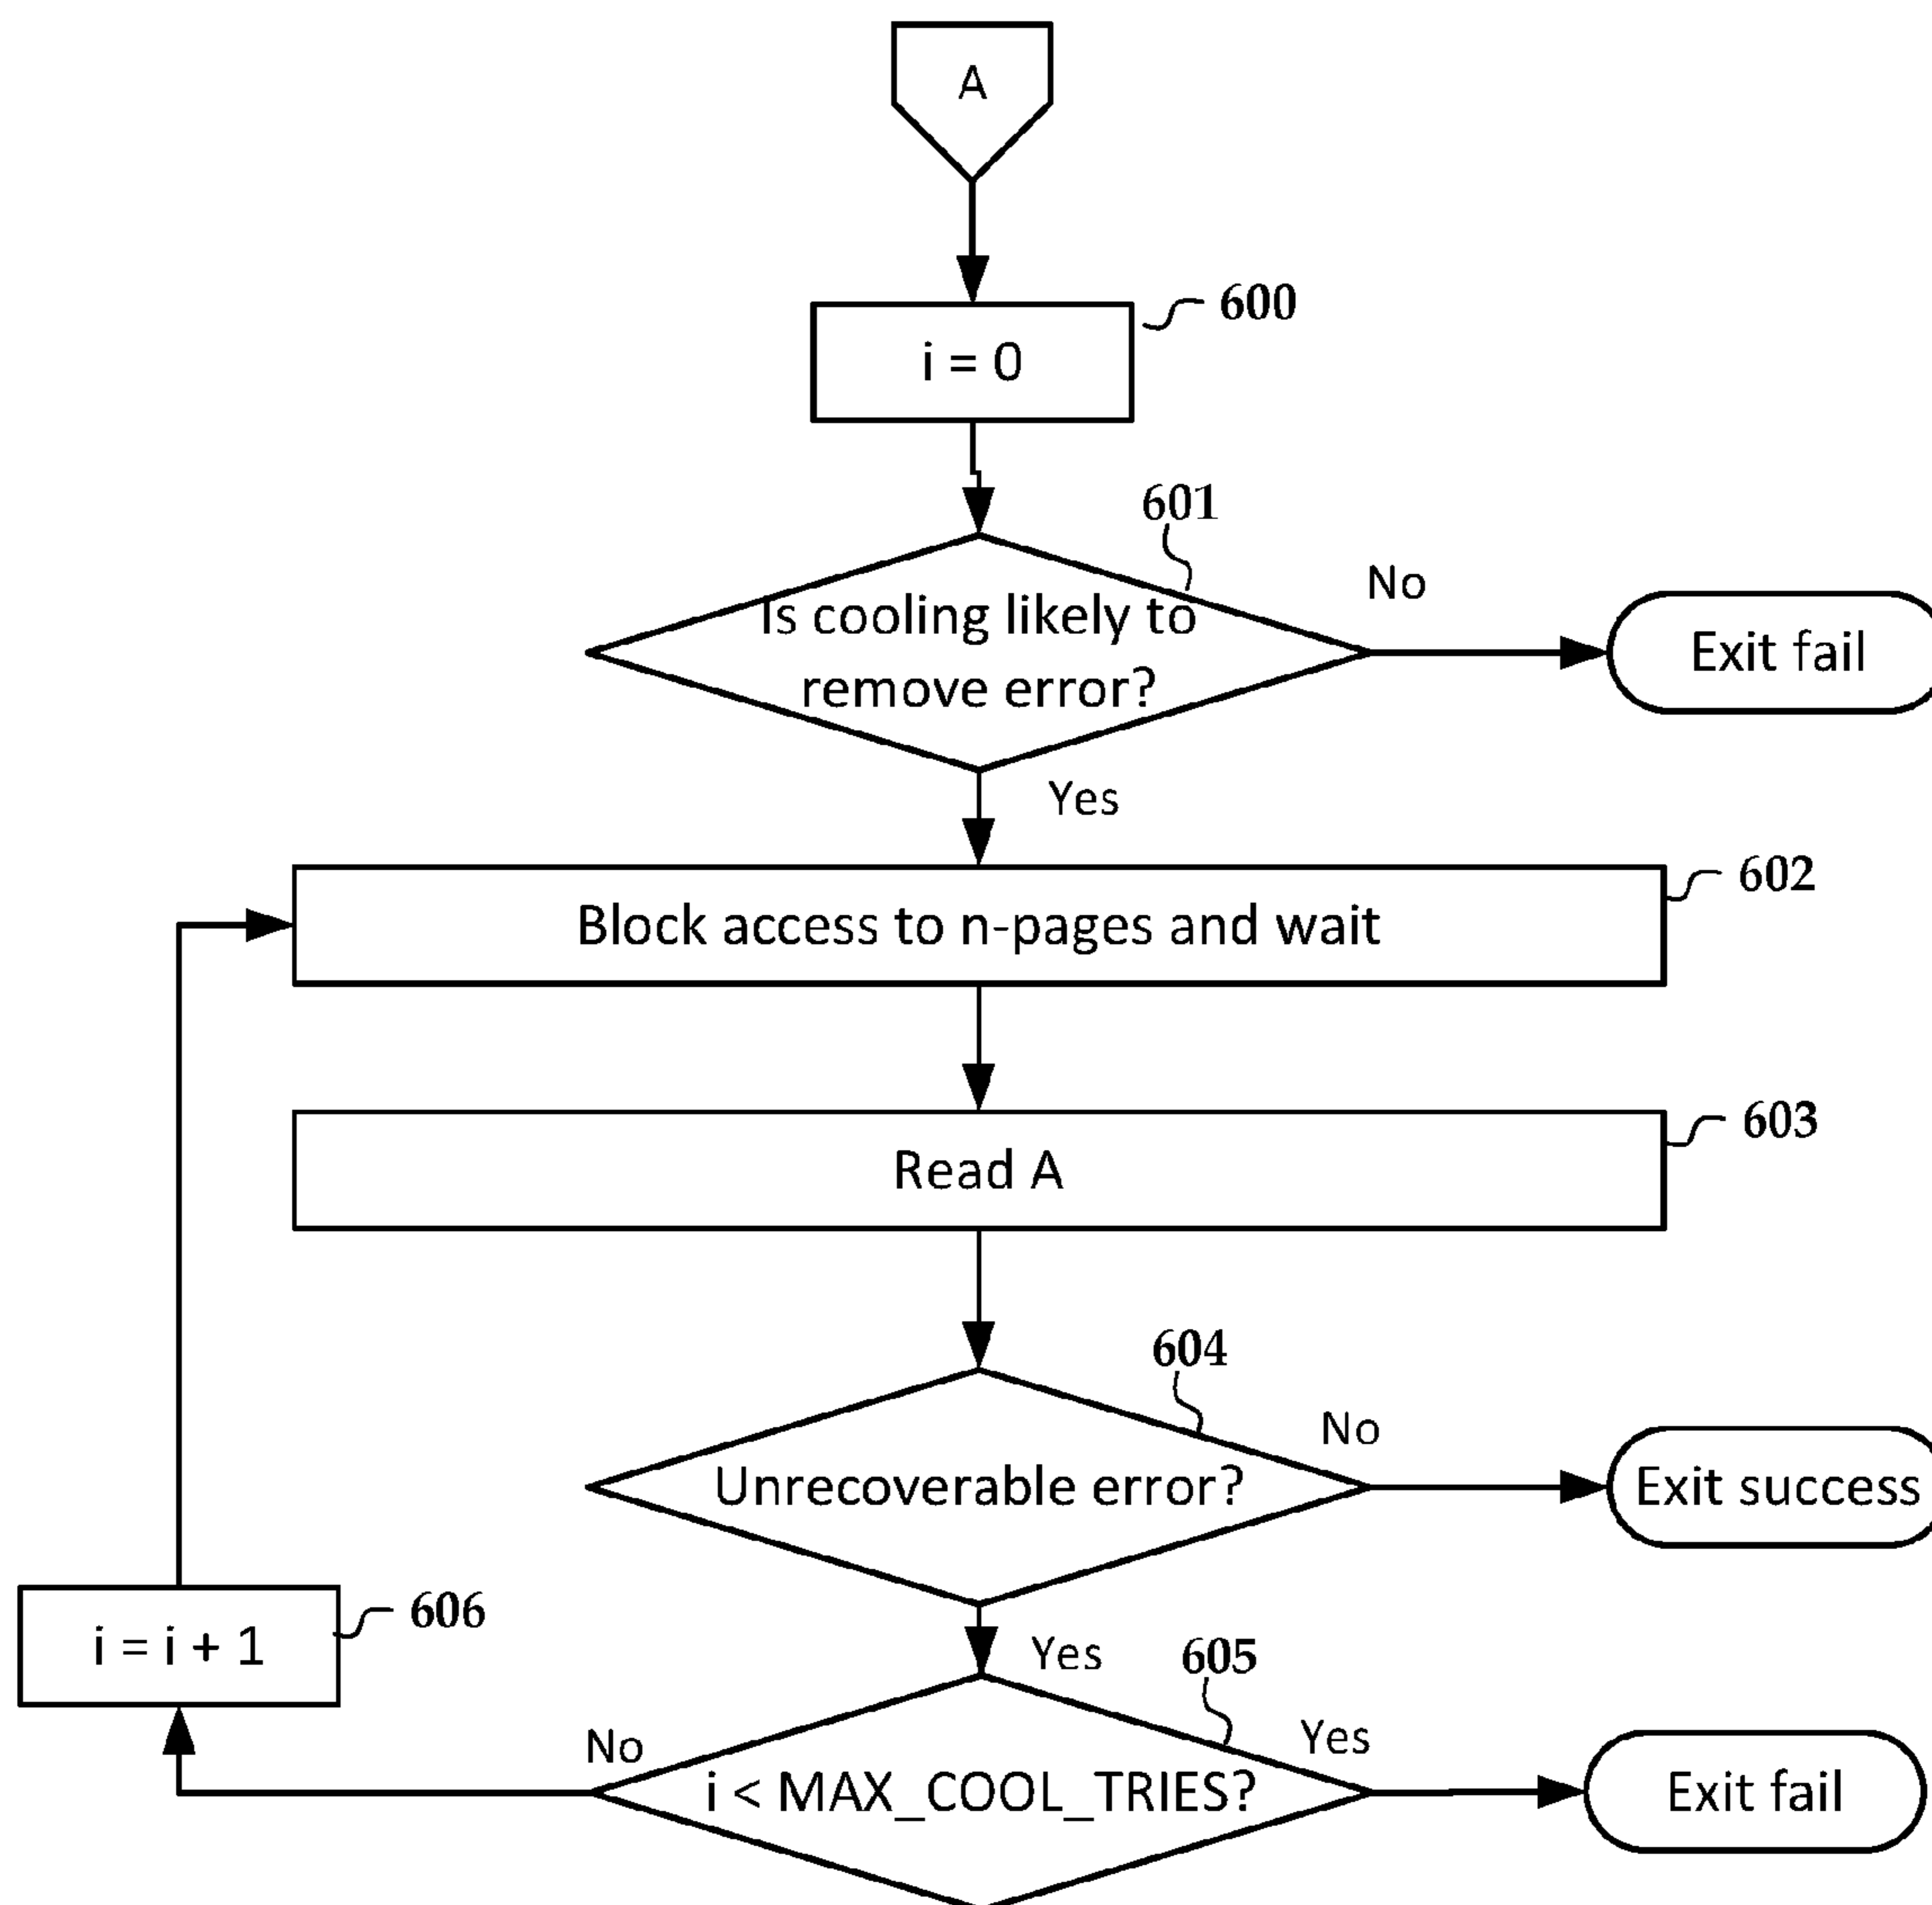 A
600
i = 0
601
No
Is cooling likely to
remove error?
Exit fail
Yes
602
Block access to n-pages and wait
603
Read A
604
No
Unrecoverable error?
Exit success
606
i = i + 1
Yes
605
No
Yes
i < MAX_COOL_TRIES?
Exit fail